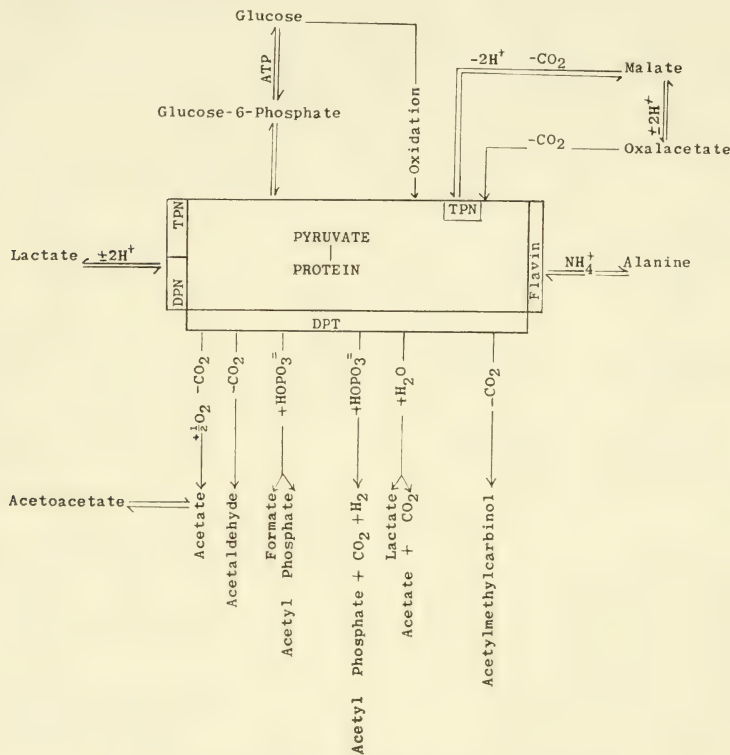 Glucose
ATP
-2H+ -CO2
Malate
±2H+
Glucose-6-Phosphate
Oxidation
-CO2
Oxalacetate
TPN
TPN
Lactate
±2H+
DPN
PYRUVATE
PROTEIN
Flavin
NH4+
Alanine
DPT
+½O2 -CO2
-CO2
+HOPO3=
+HOPO3=
+H2O
-CO2
Acetoacetate
Acetate
Acetaldehyde
Formate
Acetyl Phosphate
Acetyl Phosphate + CO2 +H2
Lactate
Acetate + CO2
Acetylmethylcarbinol